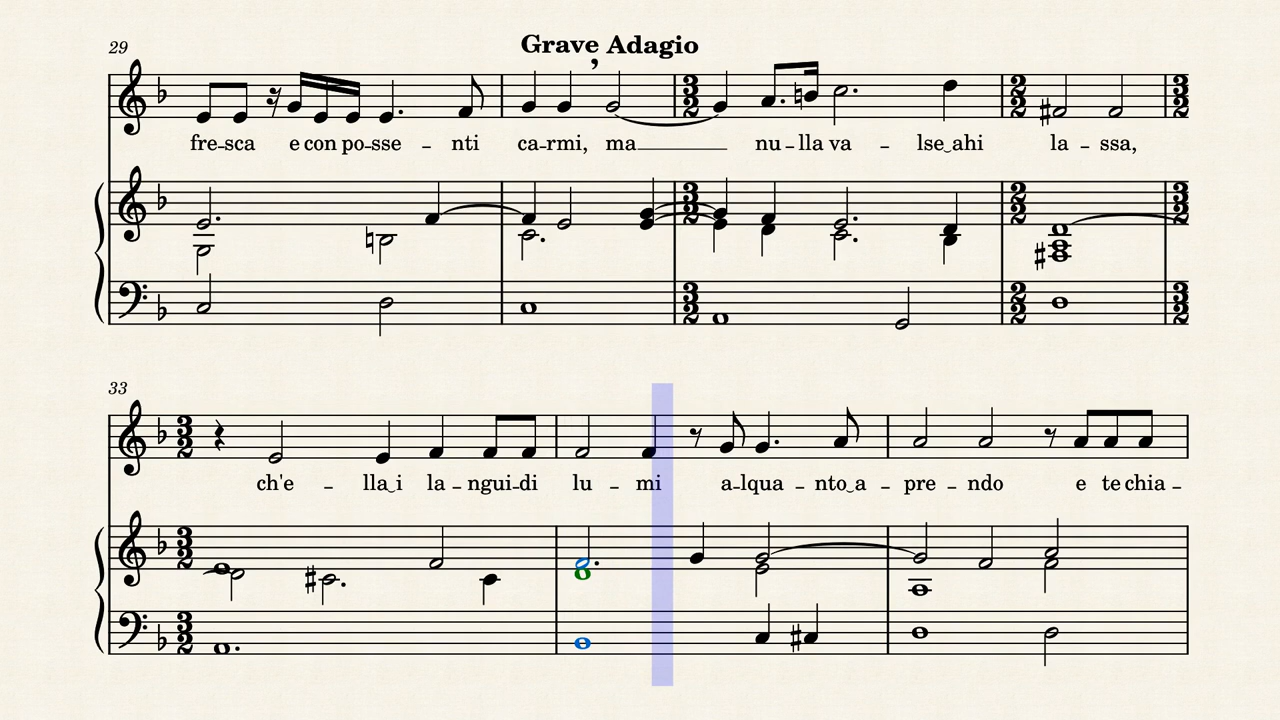 Grave Adagio
29
fre-sca e con po-sse - nti ca-rmi, ma nu-lla va - lse ahi la - ssa,
33
ch'e - lla i la-ngui-di lu - mi a-lqua - nto a - pre - ndo e te chia -